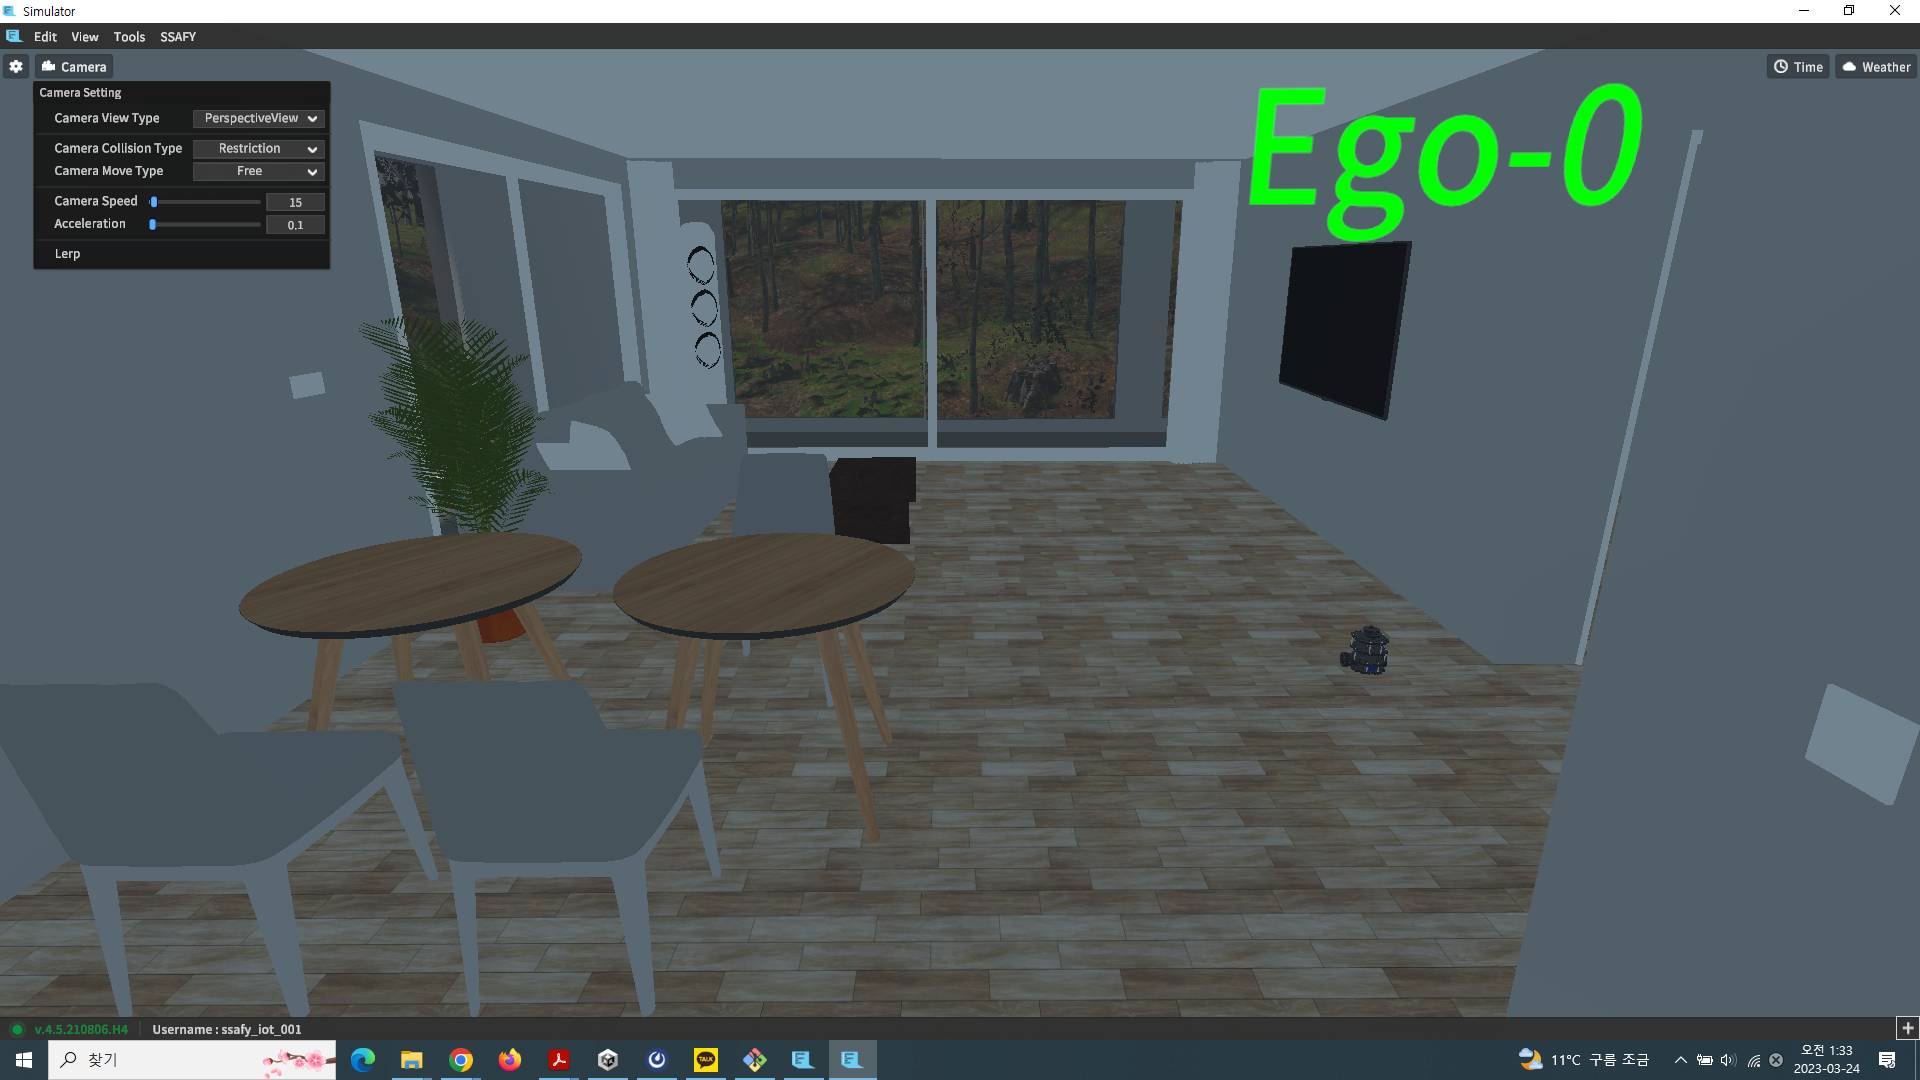 Simulator
Edit View Tools SSAFY
Camera
Time Weather
Camera Setting
Camera View Type PerspectiveView
Camera Collision Type Restriction
Camera Move Type Free
Camera Speed 15
Acceleration 0.1
Lerp
Ego-0
v.4.5.210806.H4 Username : ssafy_iot_001
찾기
TALK
11°C 구름 조금
오전 1:33
2023-03-24